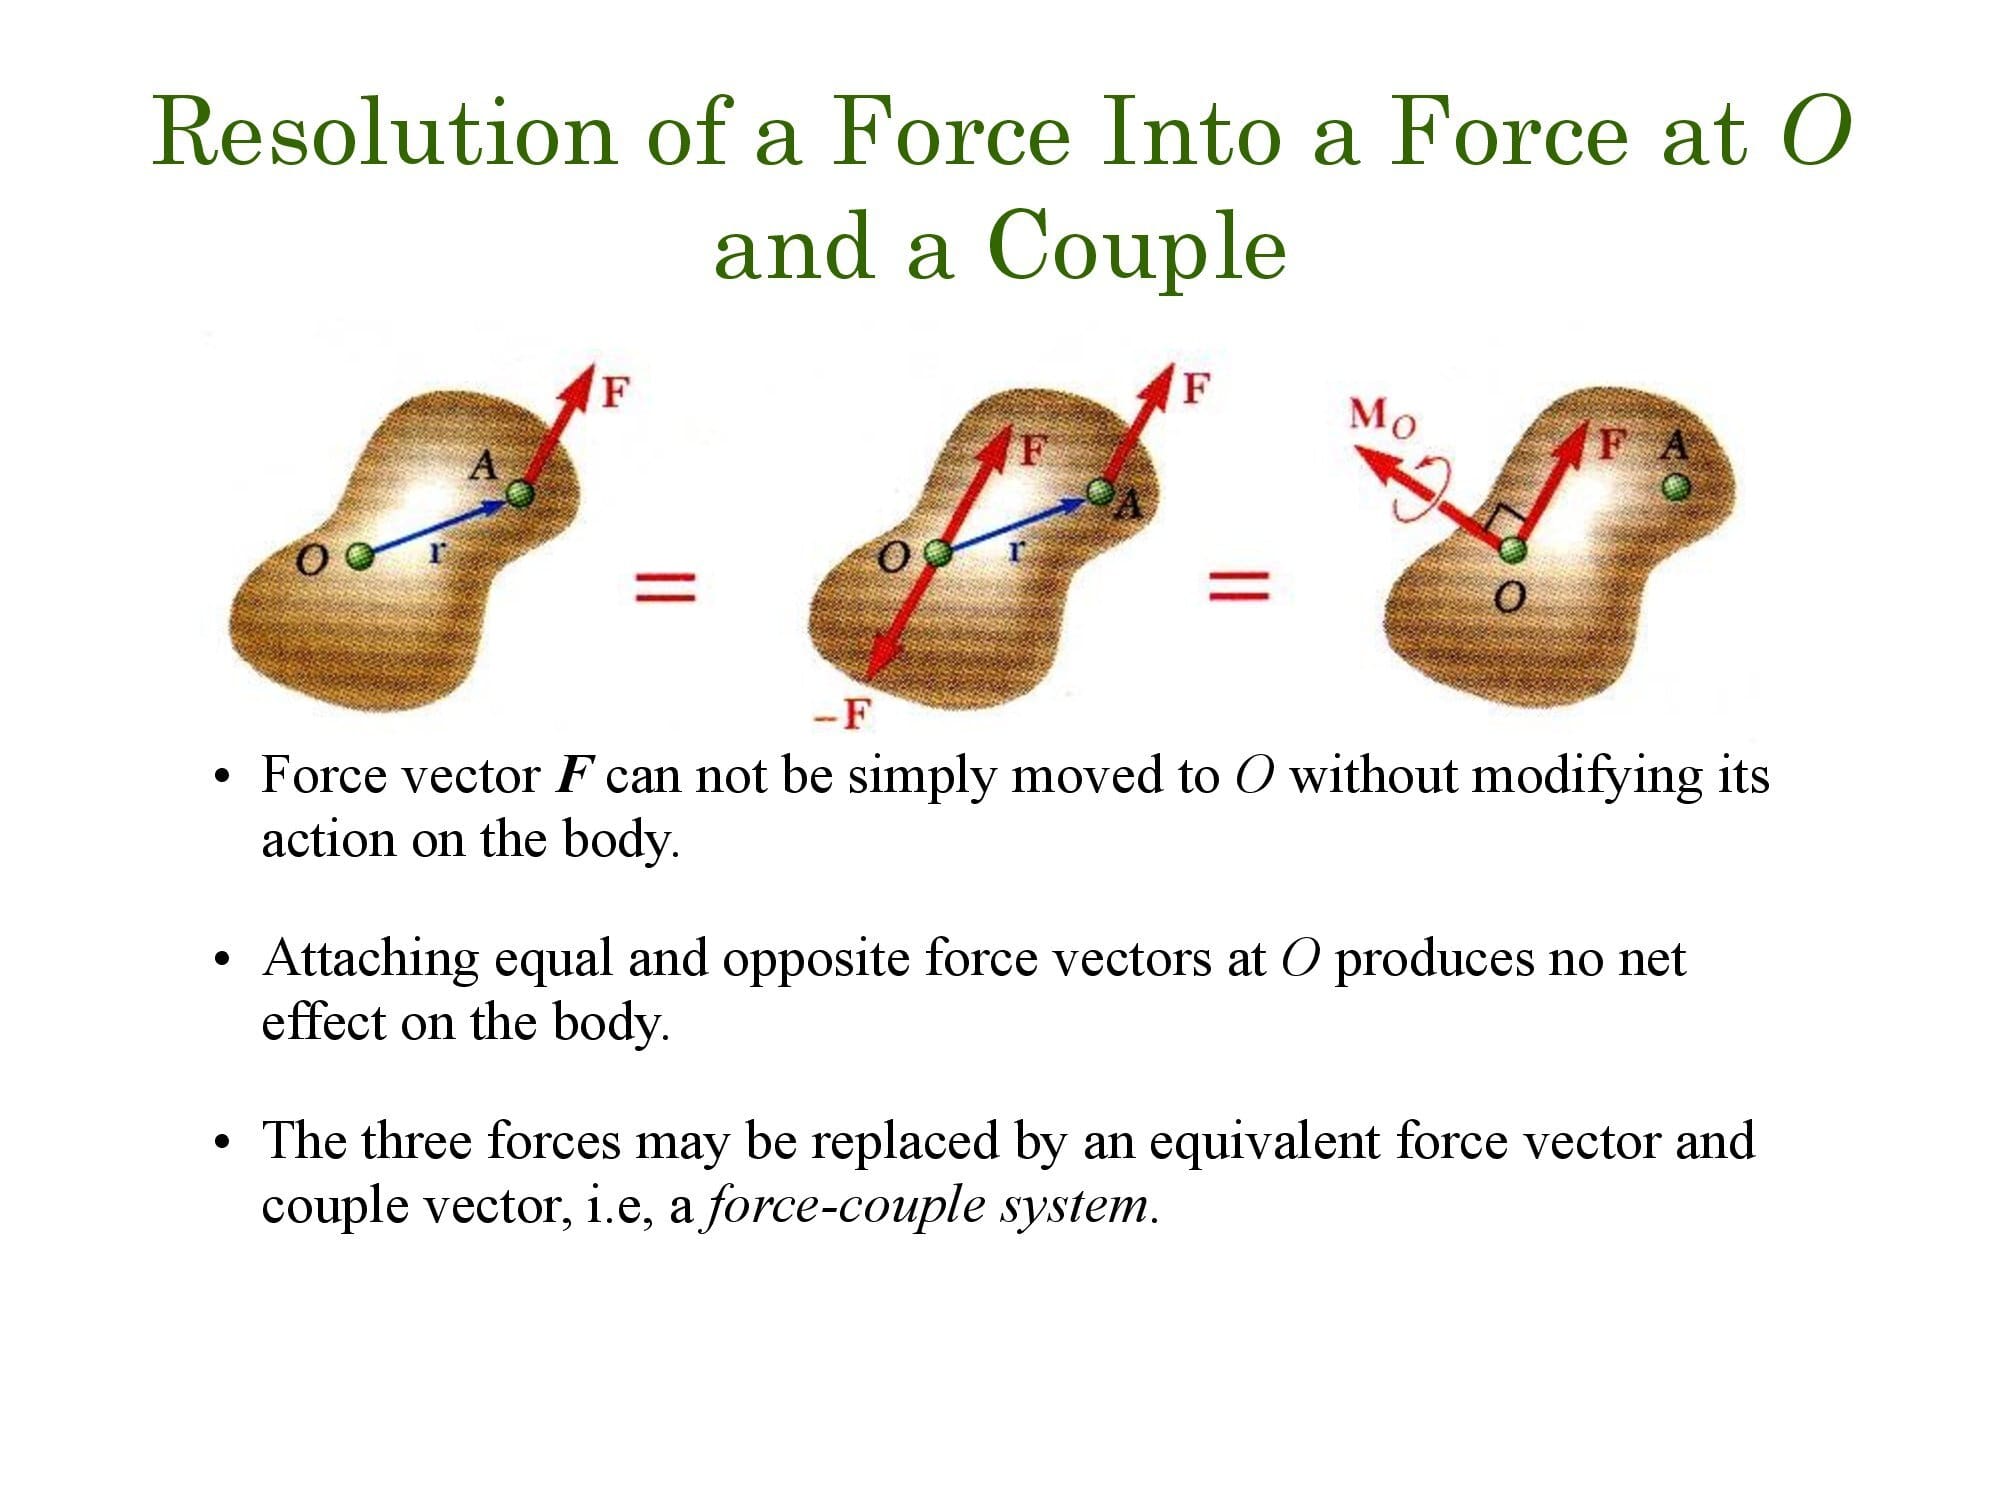 Resolution of a Force Into a Force at O
and a Couple
F
A
O
r
=
F
F
A
O
r
–F
=
M_O
F
A
O
• Force vector F can not be simply moved to O without modifying its
action on the body.
• Attaching equal and opposite force vectors at O produces no net
effect on the body.
• The three forces may be replaced by an equivalent force vector and
couple vector, i.e, a force-couple system.